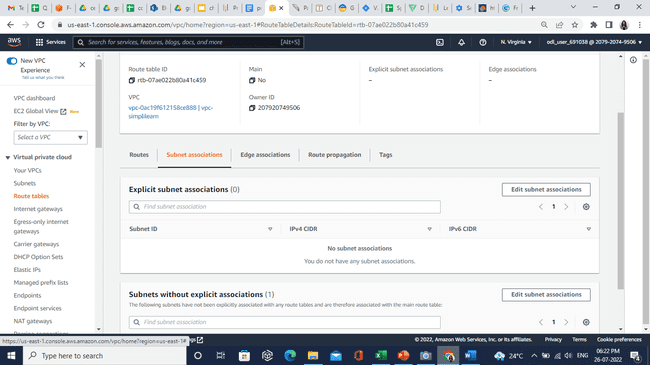 us-east-1.console.aws.amazon.com/vpc/home?region=us-east-1#RouteTableDetails:RouteTableId=rtb-07ae022b80a41c459
aws
Services
Search for services, features, blogs, docs, and more
[Alt+S]
N. Virginia
odl_user_691038 @ 2079-2074-9506
New VPC
Experience
Tell us what you think
VPC dashboard
EC2 Global View
New
Filter by VPC:
Select a VPC
Virtual private cloud
Your VPCs
Subnets
Route tables
Internet gateways
Egress-only internet
gateways
Carrier gateways
DHCP Option Sets
Elastic IPs
Managed prefix lists
Endpoints
Endpoint services
NAT gateways
Route table ID
rtb-07ae022b80a41c459
Main
No
Explicit subnet associations
–
Edge associations
–
VPC
vpc-0ac19f612158ce888 | vpc-
simplilearn
Owner ID
207920749506
Routes
Subnet associations
Edge associations
Route propagation
Tags
Explicit subnet associations (0)
Edit subnet associations
Find subnet association
1
Subnet ID
IPv4 CIDR
IPv6 CIDR
No subnet associations
You do not have any subnet associations.
Subnets without explicit associations (1)
Edit subnet associations
The following subnets have not been explicitly associated with any route tables and are therefore associated with the main route table:
Find subnet association
1
https://us-east-1.console.aws.amazon.com/vpc/home?region=us-east-1#
© 2022, Amazon Web Services, Inc. or its affiliates.
Privacy
Terms
Cookie preferences
Type here to search
24°C
06:22 PM
26-07-2022